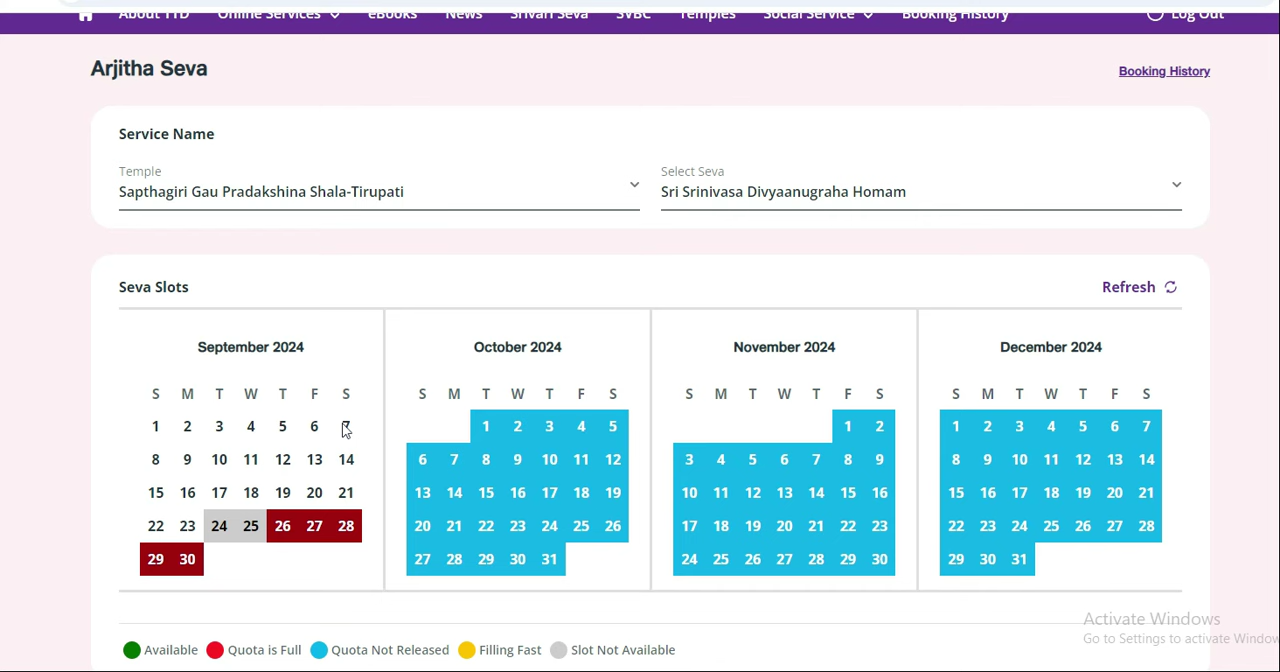 About TTD Online Services eBooks News Srivari Seva SVBC Temples Social Service Booking History Log Out
Arjitha Seva
Booking History
Service Name
Temple Select Seva
Sapthagiri Gau Pradakshina Shala-Tirupati Sri Srinivasa Divyaanugraha Homam
Seva Slots Refresh
September 2024 October 2024 November 2024 December 2024
S M T W T F S S M T W T F S S M T W T F S S M T W T F S
1 2 3 4 5 6 7 1 2 3 4 5 1 2 1 2 3 4 5 6 7
8 9 10 11 12 13 14 6 7 8 9 10 11 12 3 4 5 6 7 8 9 8 9 10 11 12 13 14
15 16 17 18 19 20 21 13 14 15 16 17 18 19 10 11 12 13 14 15 16 15 16 17 18 19 20 21
22 23 24 25 26 27 28 20 21 22 23 24 25 26 17 18 19 20 21 22 23 22 23 24 25 26 27 28
29 30 27 28 29 30 31 24 25 26 27 28 29 30 29 30 31
Activate Windows
Go to Settings to activate Window
Available Quota is Full Quota Not Released Filling Fast Slot Not Available